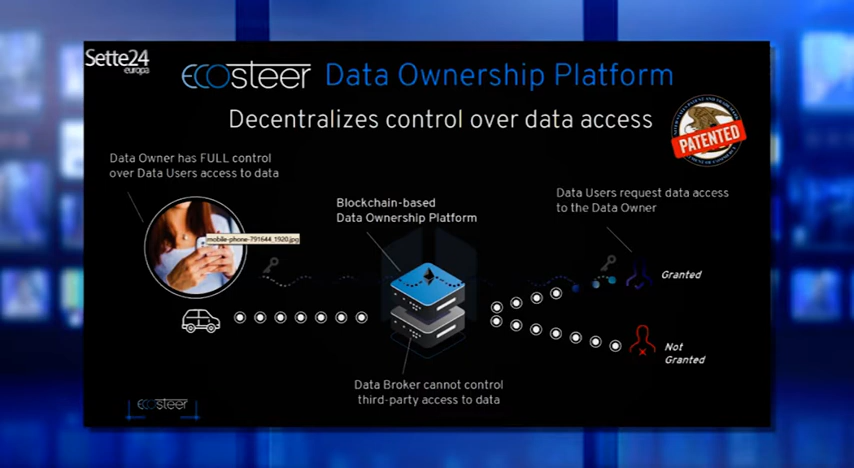 Sette24
europa
ECOsteer Data Ownership Platform
Decentralizes control over data access
PATENTED
Data Owner has FULL control
over Data Users access to data
Blockchain-based
Data Ownership Platform
Data Users request data access
to the Data Owner
mobile-phone-791644_1920.jpg
Granted
Not
Granted
Data Broker cannot control
third-party access to data
ECOsteer